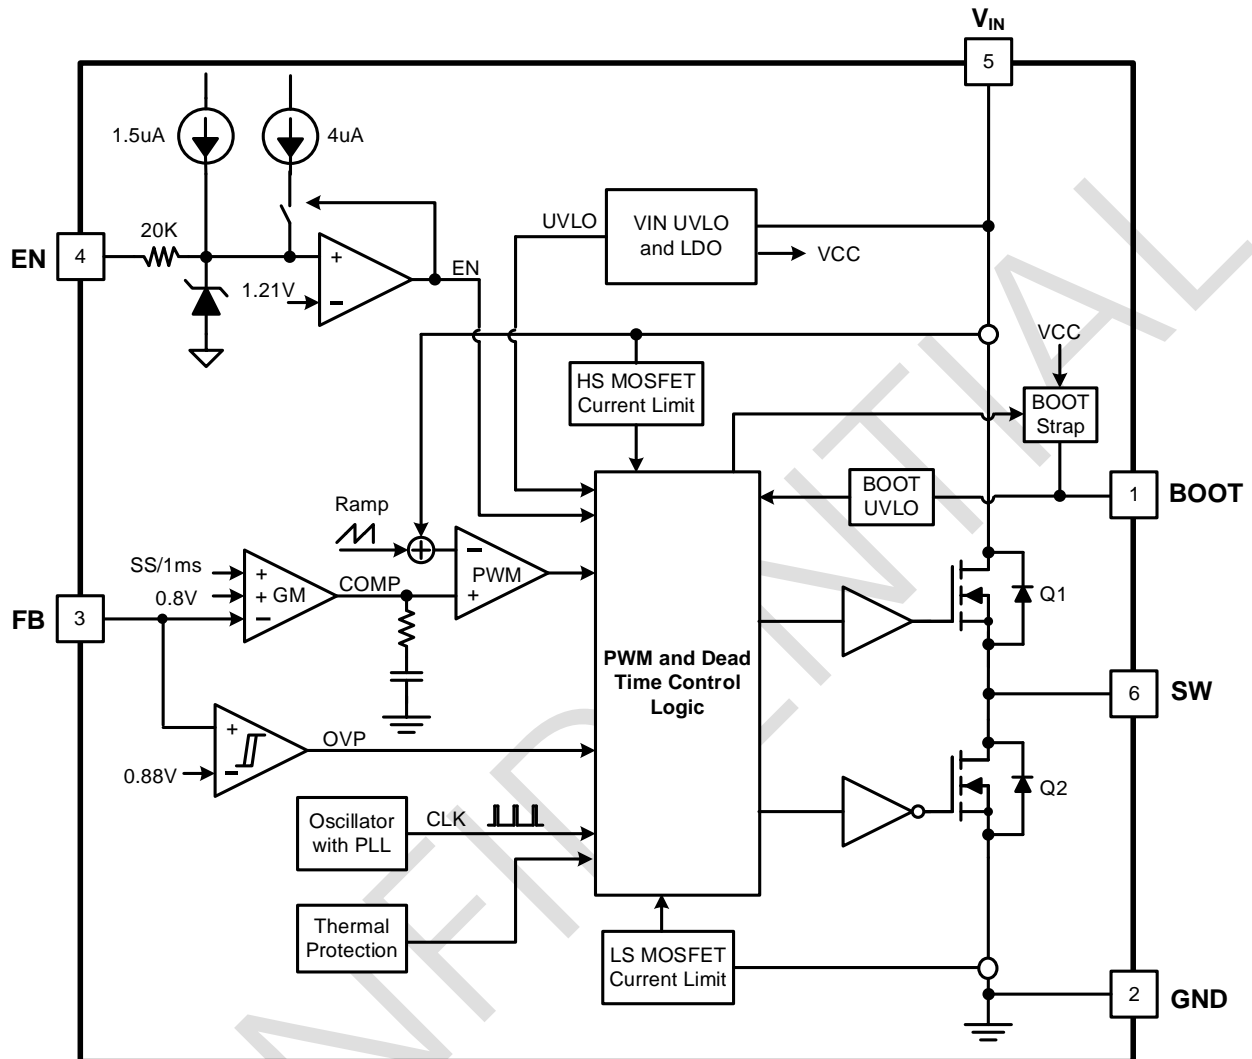 VIN
5
1.5uA
4uA
UVLO
VIN UVLO
and LDO
VCC
20K
EN
4
+
EN
1.21V
−
VCC
HS MOSFET
Current Limit
BOOT
Strap
BOOT
UVLO
1
BOOT
Ramp
+
−
PWM
+
SS/1ms
+
0.8V
+
GM
−
COMP
FB
3
Q1
PWM and Dead
Time Control
Logic
6
SW
+
OVP
0.88V
−
Q2
Oscillator
with PLL
CLK
Thermal
Protection
LS MOSFET
Current Limit
2
GND
NFIDENTIAL